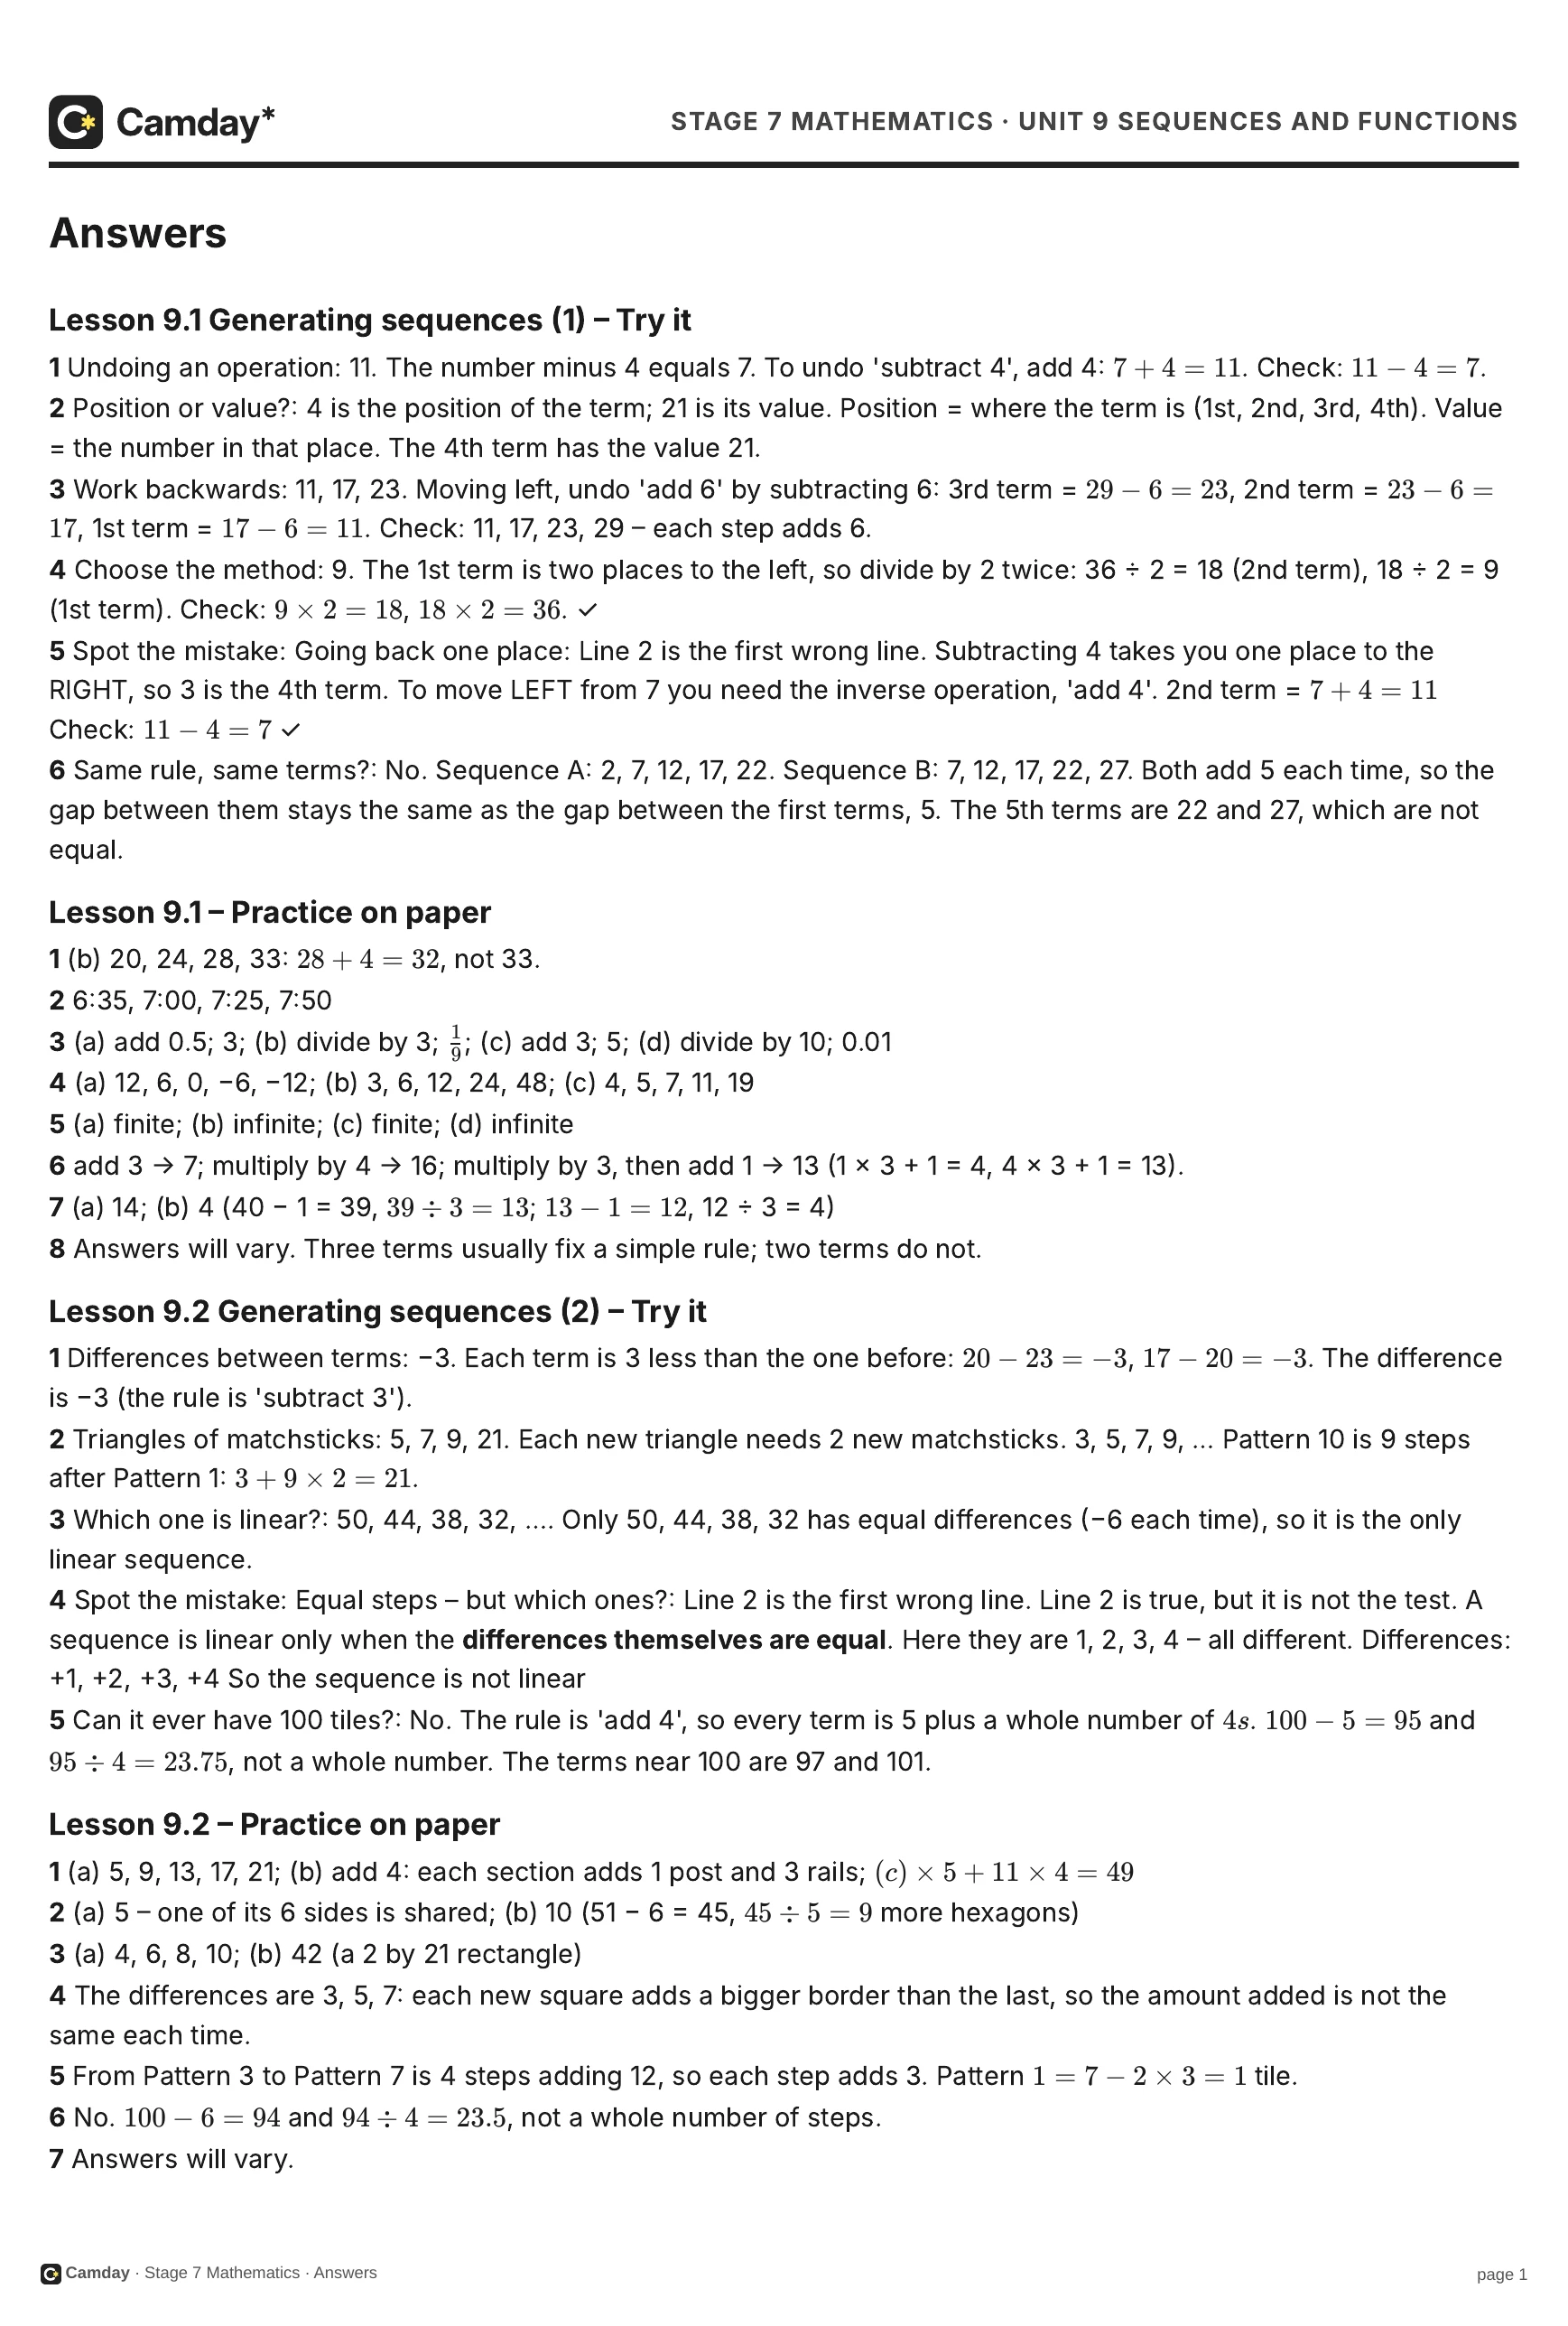 Camday*
STAGE 7 MATHEMATICS · UNIT 9 SEQUENCES AND FUNCTIONS
Answers
Lesson 9.1 Generating sequences (1) – Try it
1 Undoing an operation: 11. The number minus 4 equals 7. To undo 'subtract 4', add 4: 7 + 4 = 11. Check: 11 − 4 = 7.
2 Position or value?: 4 is the position of the term; 21 is its value. Position = where the term is (1st, 2nd, 3rd, 4th). Value
= the number in that place. The 4th term has the value 21.
3 Work backwards: 11, 17, 23. Moving left, undo 'add 6' by subtracting 6: 3rd term = 29 − 6 = 23, 2nd term = 23 − 6 =
17, 1st term = 17 − 6 = 11. Check: 11, 17, 23, 29 – each step adds 6.
4 Choose the method: 9. The 1st term is two places to the left, so divide by 2 twice: 36 ÷ 2 = 18 (2nd term), 18 ÷ 2 = 9
(1st term). Check: 9 × 2 = 18, 18 × 2 = 36. ✓
5 Spot the mistake: Going back one place: Line 2 is the first wrong line. Subtracting 4 takes you one place to the
RIGHT, so 3 is the 4th term. To move LEFT from 7 you need the inverse operation, 'add 4'. 2nd term = 7 + 4 = 11
Check: 11 − 4 = 7 ✓
6 Same rule, same terms?: No. Sequence A: 2, 7, 12, 17, 22. Sequence B: 7, 12, 17, 22, 27. Both add 5 each time, so the
gap between them stays the same as the gap between the first terms, 5. The 5th terms are 22 and 27, which are not
equal.
Lesson 9.1 – Practice on paper
1 (b) 20, 24, 28, 33: 28 + 4 = 32, not 33.
2 6:35, 7:00, 7:25, 7:50
3 (a) add 0.5; 3; (b) divide by 3; 1/9; (c) add 3; 5; (d) divide by 10; 0.01
4 (a) 12, 6, 0, −6, −12; (b) 3, 6, 12, 24, 48; (c) 4, 5, 7, 11, 19
5 (a) finite; (b) infinite; (c) finite; (d) infinite
6 add 3 → 7; multiply by 4 → 16; multiply by 3, then add 1 → 13 (1 × 3 + 1 = 4, 4 × 3 + 1 = 13).
7 (a) 14; (b) 4 (40 − 1 = 39, 39 ÷ 3 = 13; 13 − 1 = 12, 12 ÷ 3 = 4)
8 Answers will vary. Three terms usually fix a simple rule; two terms do not.
Lesson 9.2 Generating sequences (2) – Try it
1 Differences between terms: −3. Each term is 3 less than the one before: 20 − 23 = −3, 17 − 20 = −3. The difference
is −3 (the rule is 'subtract 3').
2 Triangles of matchsticks: 5, 7, 9, 21. Each new triangle needs 2 new matchsticks. 3, 5, 7, 9, … Pattern 10 is 9 steps
after Pattern 1: 3 + 9 × 2 = 21.
3 Which one is linear?: 50, 44, 38, 32, …. Only 50, 44, 38, 32 has equal differences (−6 each time), so it is the only
linear sequence.
4 Spot the mistake: Equal steps – but which ones?: Line 2 is the first wrong line. Line 2 is true, but it is not the test. A
sequence is linear only when the differences themselves are equal. Here they are 1, 2, 3, 4 – all different. Differences:
+1, +2, +3, +4 So the sequence is not linear
5 Can it ever have 100 tiles?: No. The rule is 'add 4', so every term is 5 plus a whole number of 4s. 100 − 5 = 95 and
95 ÷ 4 = 23.75, not a whole number. The terms near 100 are 97 and 101.
Lesson 9.2 – Practice on paper
1 (a) 5, 9, 13, 17, 21; (b) add 4: each section adds 1 post and 3 rails; (c) × 5 + 11 × 4 = 49
2 (a) 5 – one of its 6 sides is shared; (b) 10 (51 − 6 = 45, 45 ÷ 5 = 9 more hexagons)
3 (a) 4, 6, 8, 10; (b) 42 (a 2 by 21 rectangle)
4 The differences are 3, 5, 7: each new square adds a bigger border than the last, so the amount added is not the
same each time.
5 From Pattern 3 to Pattern 7 is 4 steps adding 12, so each step adds 3. Pattern 1 = 7 − 2 × 3 = 1 tile.
6 No. 100 − 6 = 94 and 94 ÷ 4 = 23.5, not a whole number of steps.
7 Answers will vary.
Camday · Stage 7 Mathematics · Answers
page 1